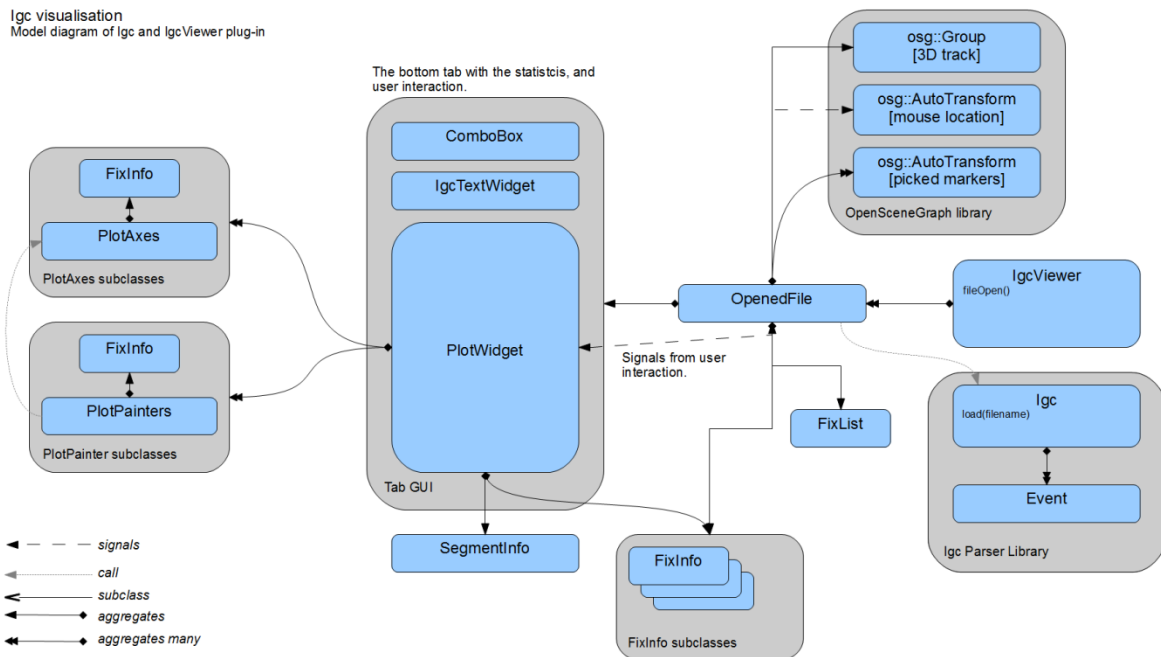 Igc visualisation
Model diagram of Igc and IgcViewer plug-in
The bottom tab with the statistcis, and
user interaction.
ComboBox
IgcTextWidget
PlotWidget
Tab GUI
FixInfo
PlotAxes
PlotAxes subclasses
FixInfo
PlotPainters
PlotPainter subclasses
osg::Group
[3D track]
osg::AutoTransform
[mouse location]
osg::AutoTransform
[picked markers]
OpenSceneGraph library
OpenedFile
IgcViewer
fileOpen()
Signals from user
interaction.
FixList
Igc
load(filename)
Event
Igc Parser Library
SegmentInfo
FixInfo
FixInfo subclasses
signals
call
subclass
aggregates
aggregates many